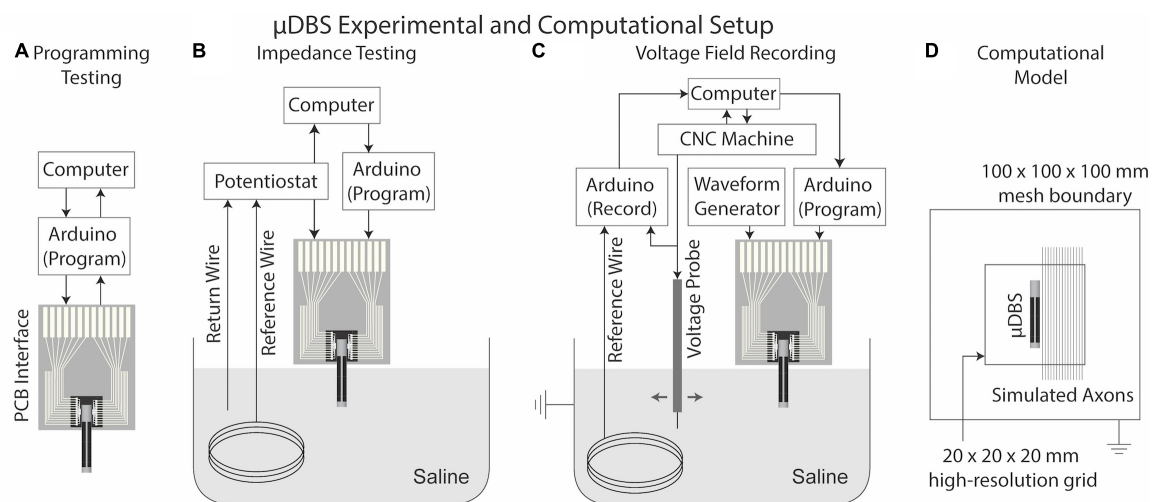 µDBS Experimental and Computational Setup
A Programming
Testing
Computer
Arduino
(Program)
PCB Interface
B Impedance Testing
Computer
Potentiostat
Arduino
(Program)
Return Wire
Reference Wire
Saline
C Voltage Field Recording
Computer
CNC Machine
Arduino
(Record)
Waveform
Generator
Arduino
(Program)
Reference Wire
Voltage Probe
Saline
D Computational
Model
100 x 100 x 100 mm
mesh boundary
µDBS
Simulated Axons
20 x 20 x 20 mm
high-resolution grid